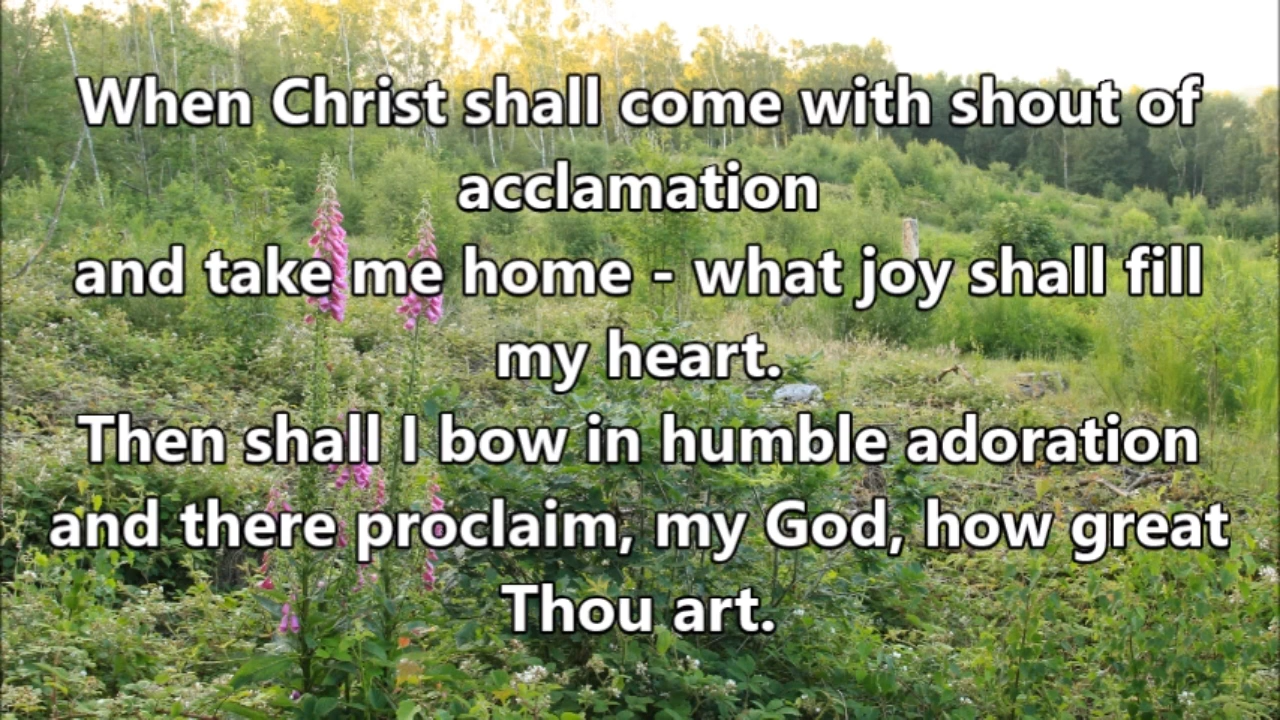 When Christ shall come with shout of
acclamation
and take me home - what joy shall fill
my heart.
Then shall I bow in humble adoration
and there proclaim, my God, how great
Thou art.